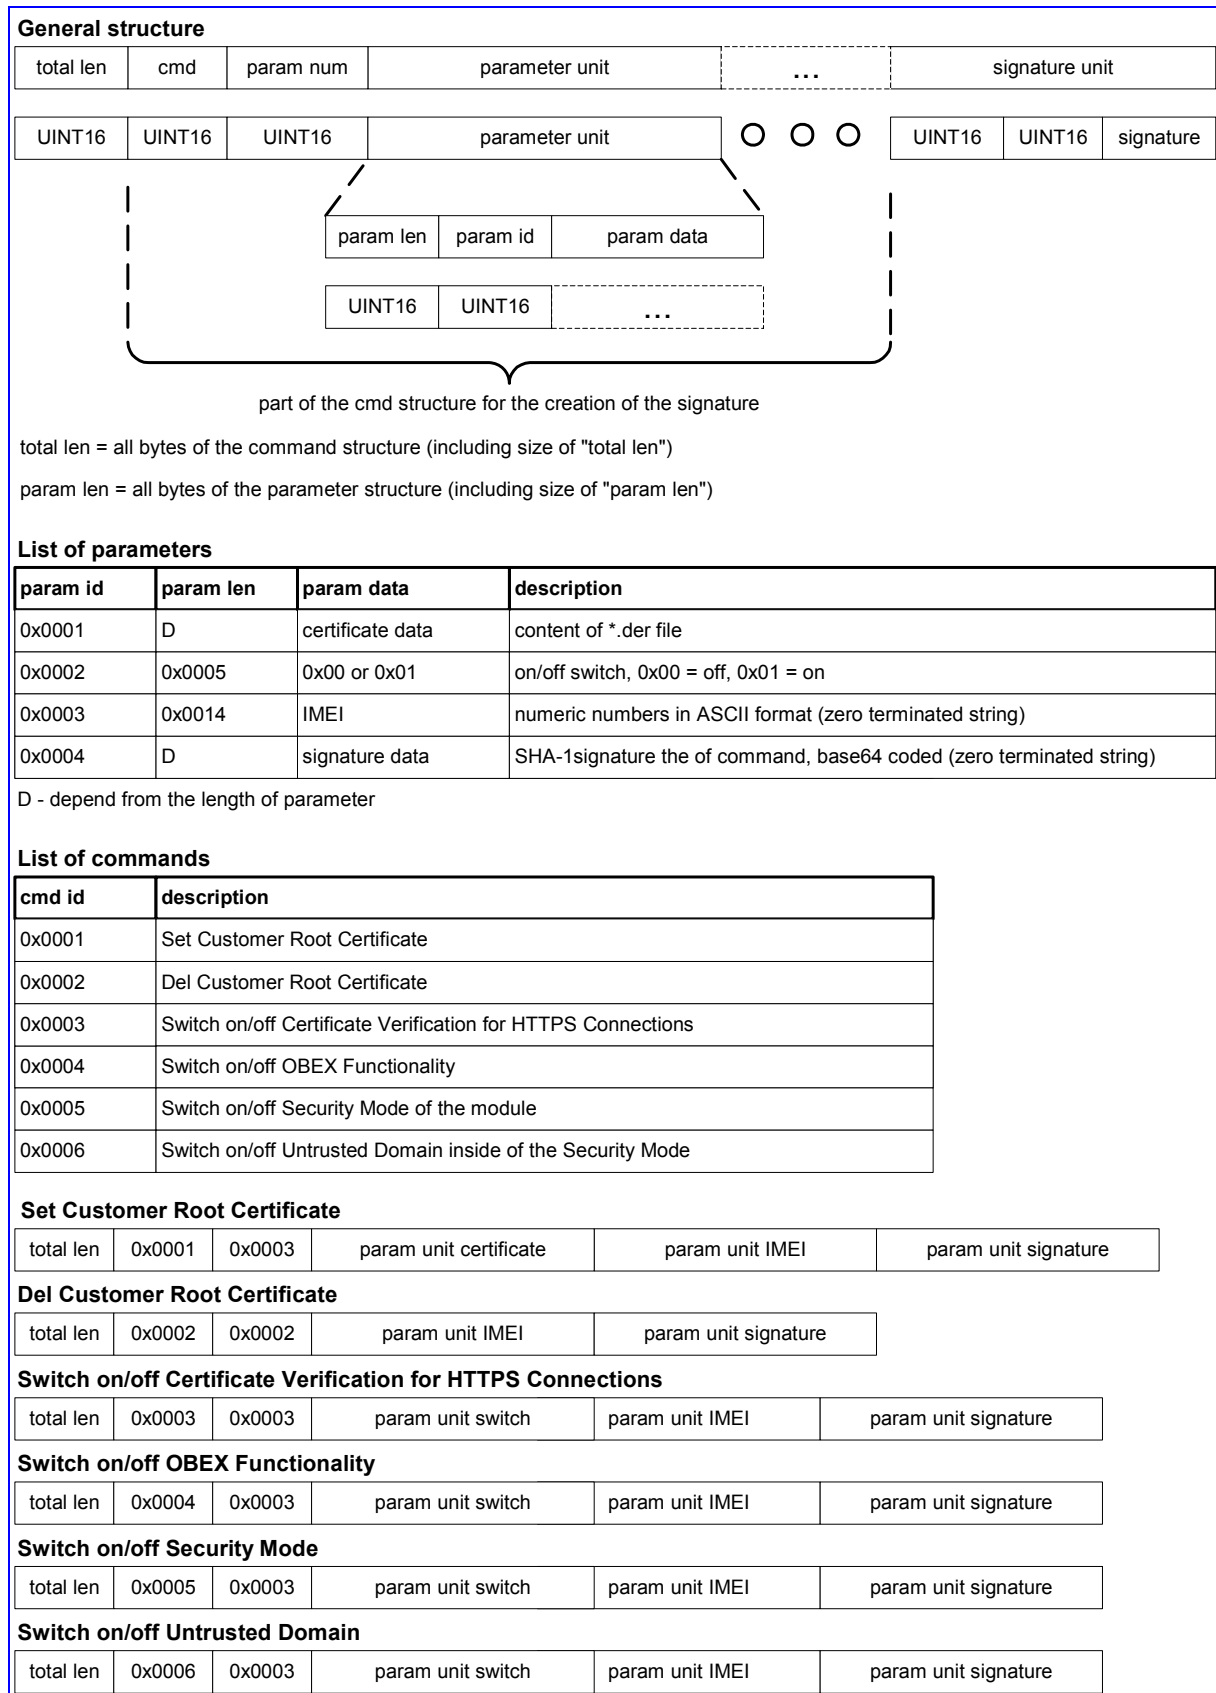 General structure
total len cmd param num parameter unit ... signature unit
UINT16 UINT16 UINT16 parameter unit UINT16 UINT16 signature
param len param id param data
UINT16 UINT16 ...
part of the cmd structure for the creation of the signature
total len = all bytes of the command structure (including size of "total len")
param len = all bytes of the parameter structure (including size of "param len")
List of parameters
param id param len param data description
0x0001 D certificate data content of *.der file
0x0002 0x0005 0x00 or 0x01 on/off switch, 0x00 = off, 0x01 = on
0x0003 0x0014 IMEI numeric numbers in ASCII format (zero terminated string)
0x0004 D signature data SHA-1signature the of command, base64 coded (zero terminated string)
D - depend from the length of parameter
List of commands
cmd id description
0x0001 Set Customer Root Certificate
0x0002 Del Customer Root Certificate
0x0003 Switch on/off Certificate Verification for HTTPS Connections
0x0004 Switch on/off OBEX Functionality
0x0005 Switch on/off Security Mode of the module
0x0006 Switch on/off Untrusted Domain inside of the Security Mode
Set Customer Root Certificate
total len 0x0001 0x0003 param unit certificate param unit IMEI param unit signature
Del Customer Root Certificate
total len 0x0002 0x0002 param unit IMEI param unit signature
Switch on/off Certificate Verification for HTTPS Connections
total len 0x0003 0x0003 param unit switch param unit IMEI param unit signature
Switch on/off OBEX Functionality
total len 0x0004 0x0003 param unit switch param unit IMEI param unit signature
Switch on/off Security Mode
total len 0x0005 0x0003 param unit switch param unit IMEI param unit signature
Switch on/off Untrusted Domain
total len 0x0006 0x0003 param unit switch param unit IMEI param unit signature